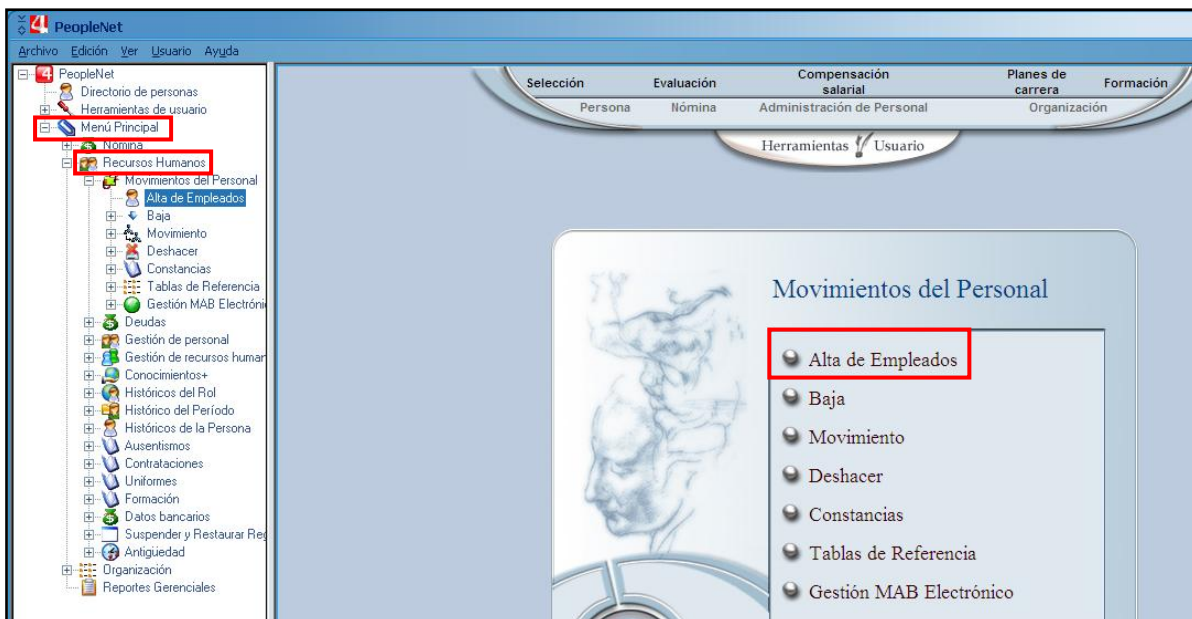 PeopleNet
Archivo Edición Ver Usuario Ayuda
PeopleNet
Directorio de personas
Herramientas de usuario
Menú Principal
Nómina
Recursos Humanos
Movimientos del Personal
Alta de Empleados
Baja
Movimiento
Deshacer
Constancias
Tablas de Referencia
Gestión MAB Electróni
Deudas
Gestión de personal
Gestión de recursos humar
Conocimientos+
Históricos del Rol
Histórico del Período
Históricos de la Persona
Ausentismos
Contrataciones
Uniformes
Formación
Datos bancarios
Suspender y Restaurar Reg
Antigüedad
Organización
Reportes Gerenciales
Selección Evaluación Compensación salarial Planes de carrera Formación
Persona Nómina Administración de Personal Organización
Herramientas Usuario
Movimientos del Personal
Alta de Empleados
Baja
Movimiento
Deshacer
Constancias
Tablas de Referencia
Gestión MAB Electrónico